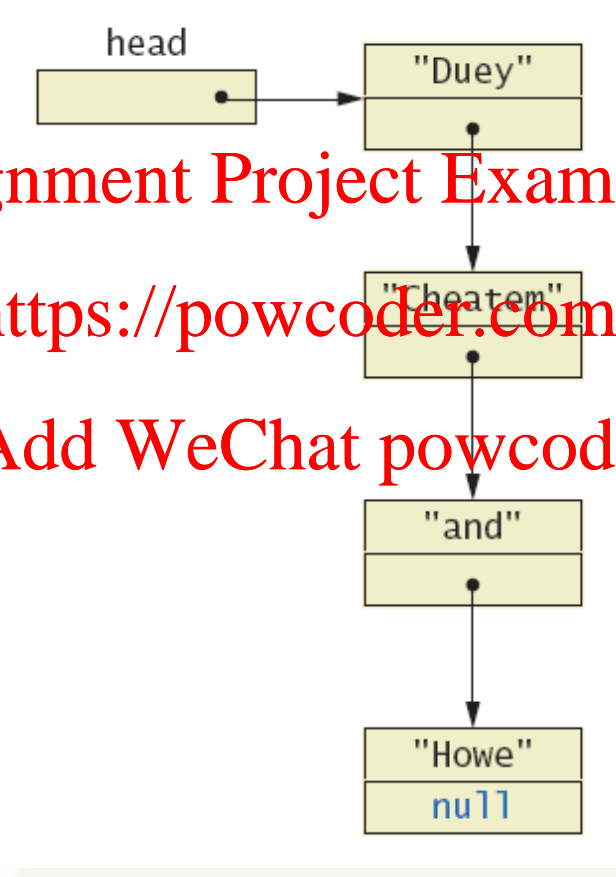 head
"Duey"
gnment Project Exam
"Cheatem"
ttps://powcoder.com
Add WeChat powcod
"and"
"Howe"
null